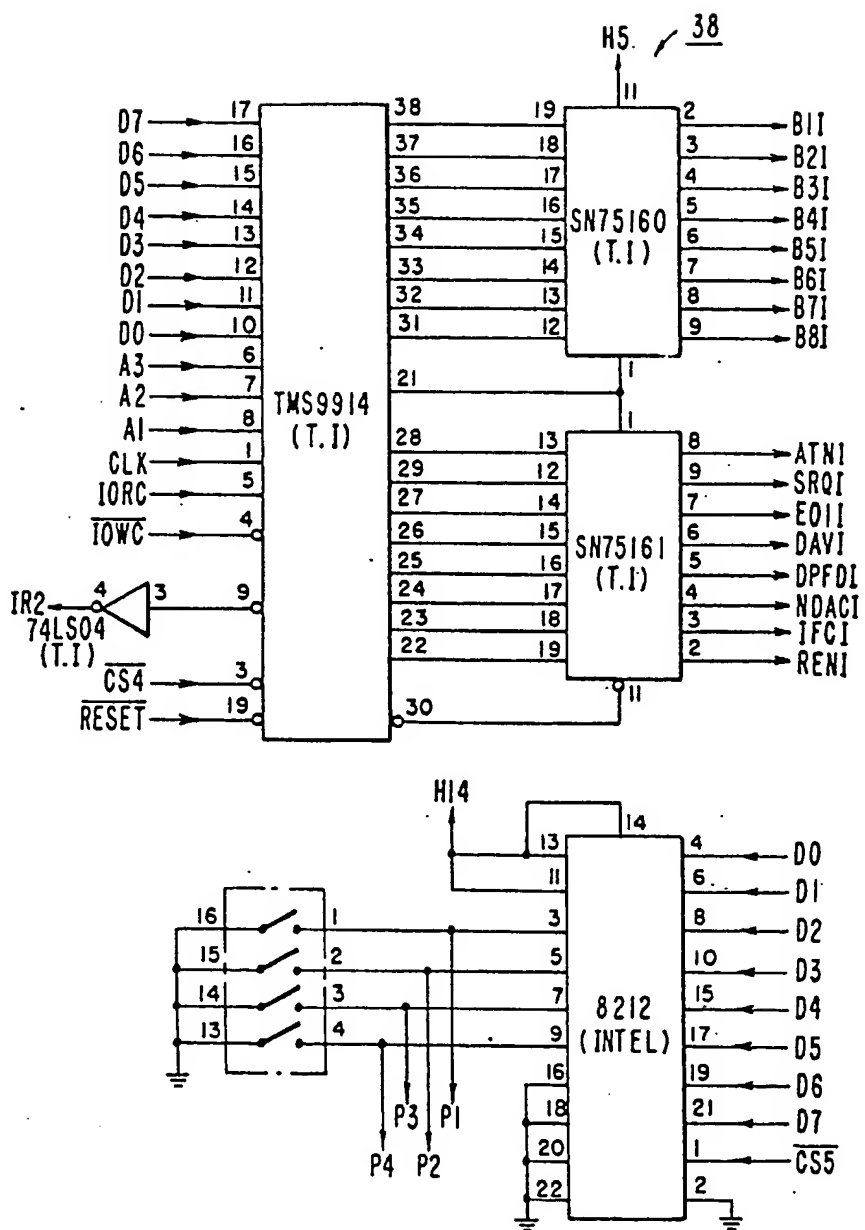 38
H5
11
D7 17
D6 16
D5 15
D4 14
D3 13
D2 12
D1 11
D0 10
A3 6
A2 7
A1 8
CLK 1
IORC 5
IOWC 4
IR2 4 3 9
74LS04
(T.I)
CS4 3
RESET 19
TMS9914
(T.I)
38 19
37 18
36 17
35 16
34 15
33 14
32 13
31 12
21
28 13
29 12
27 14
26 15
25 16
24 17
23 18
22 19
30
SN75160
(T.I)
2 B1I
3 B2I
4 B3I
5 B4I
6 B5I
7 B6I
8 B7I
9 B8I
1
1
SN75161
(T.I)
8 ATNI
9 SRQI
7 EOII
6 DAVI
5 DPFDI
4 NDACI
3 IFCI
2 RENI
11
H14
14
16 1 3
15 2 5
14 3 7
13 4 9
P1
P2
P3
P4
13
11
16
18
20
22
8212
(INTEL)
4 D0
6 D1
8 D2
10 D3
15 D4
17 D5
19 D6
21 D7
1 CS5
2